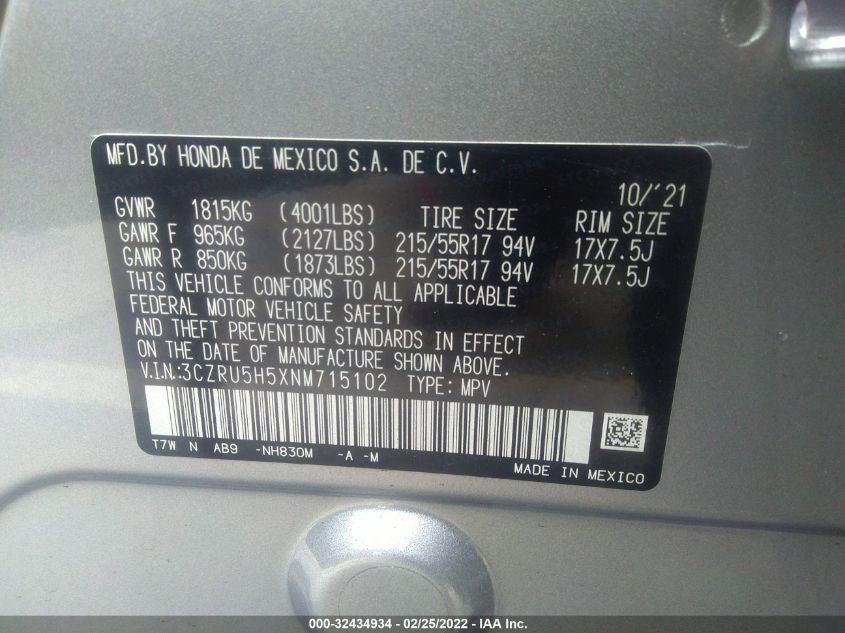 MFD.BY HONDA DE MEXICO S.A. DE C.V.
10/'21
GVWR 1815KG (4001LBS) TIRE SIZE RIM SIZE
GAWR F 965KG (2127LBS) 215/55R17 94V 17X7.5J
GAWR R 850KG (1873LBS) 215/55R17 94V 17X7.5J
THIS VEHICLE CONFORMS TO ALL APPLICABLE
FEDERAL MOTOR VEHICLE SAFETY
AND THEFT PREVENTION STANDARDS IN EFFECT
ON THE DATE OF MANUFACTURE SHOWN ABOVE.
V.IN.:3CZRU5H5XNM715102 TYPE: MPV
T7W N AB9 -NH830M -A -M
MADE IN MEXICO
000-32434934 - 02/25/2022 - IAA Inc.